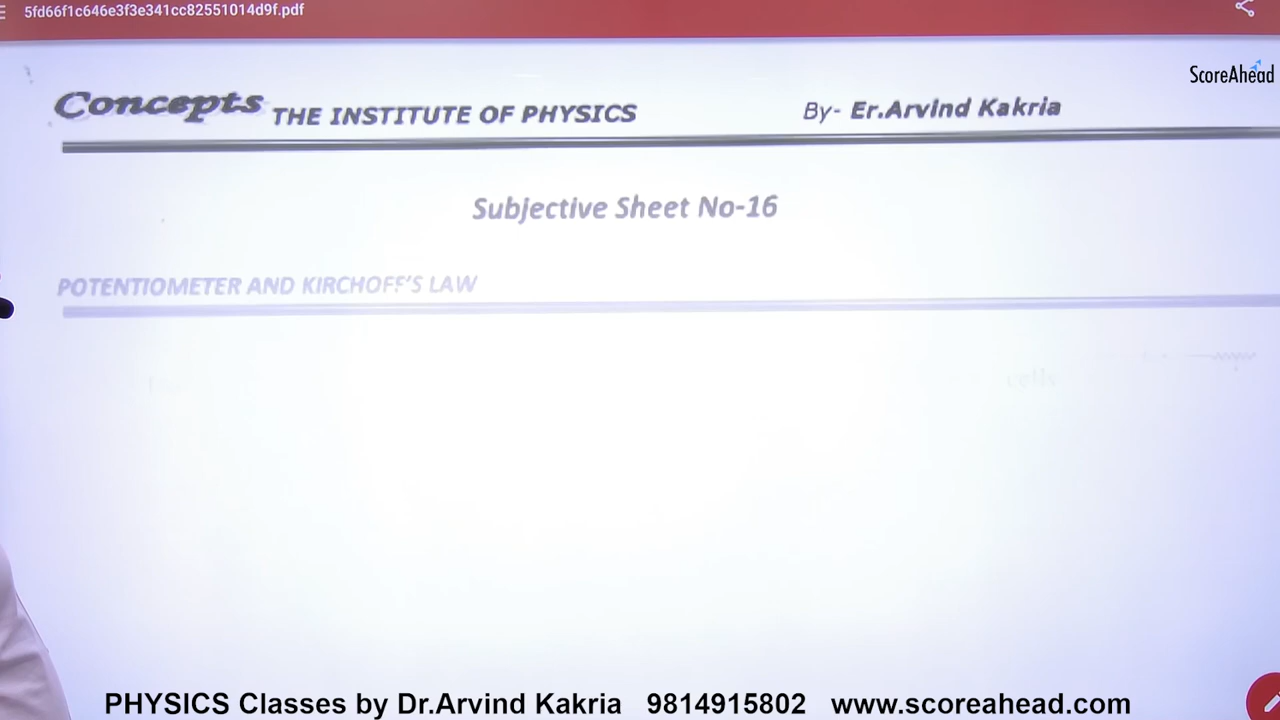 5fd66f1c646e3f3e341cc82551014d9f.pdf
ScoreAhead
Concepts THE INSTITUTE OF PHYSICS By- Er.Arvind Kakria
Subjective Sheet No-16
POTENTIOMETER AND KIRCHOFF'S LAW
cells
PHYSICS Classes by Dr.Arvind Kakria 9814915802 www.scoreahead.com